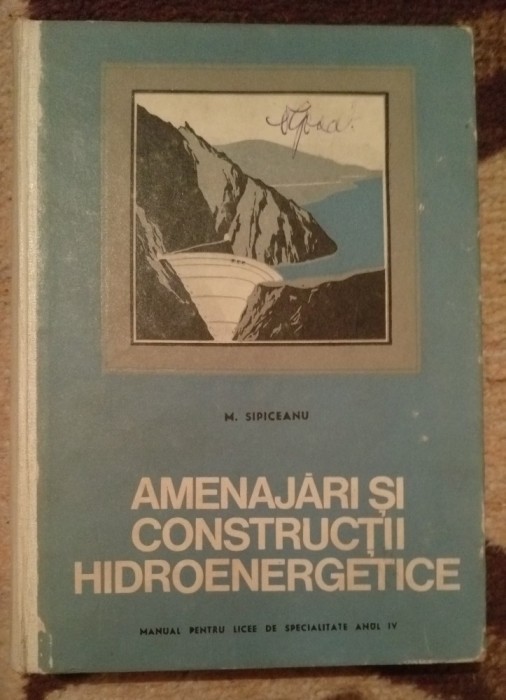 M. SIPICEANU
AMENAJĂRI ȘI
CONSTRUCȚII
HIDROENERGETICE
MANUAL PENTRU LICEE DE SPECIALITATE ANUL IV